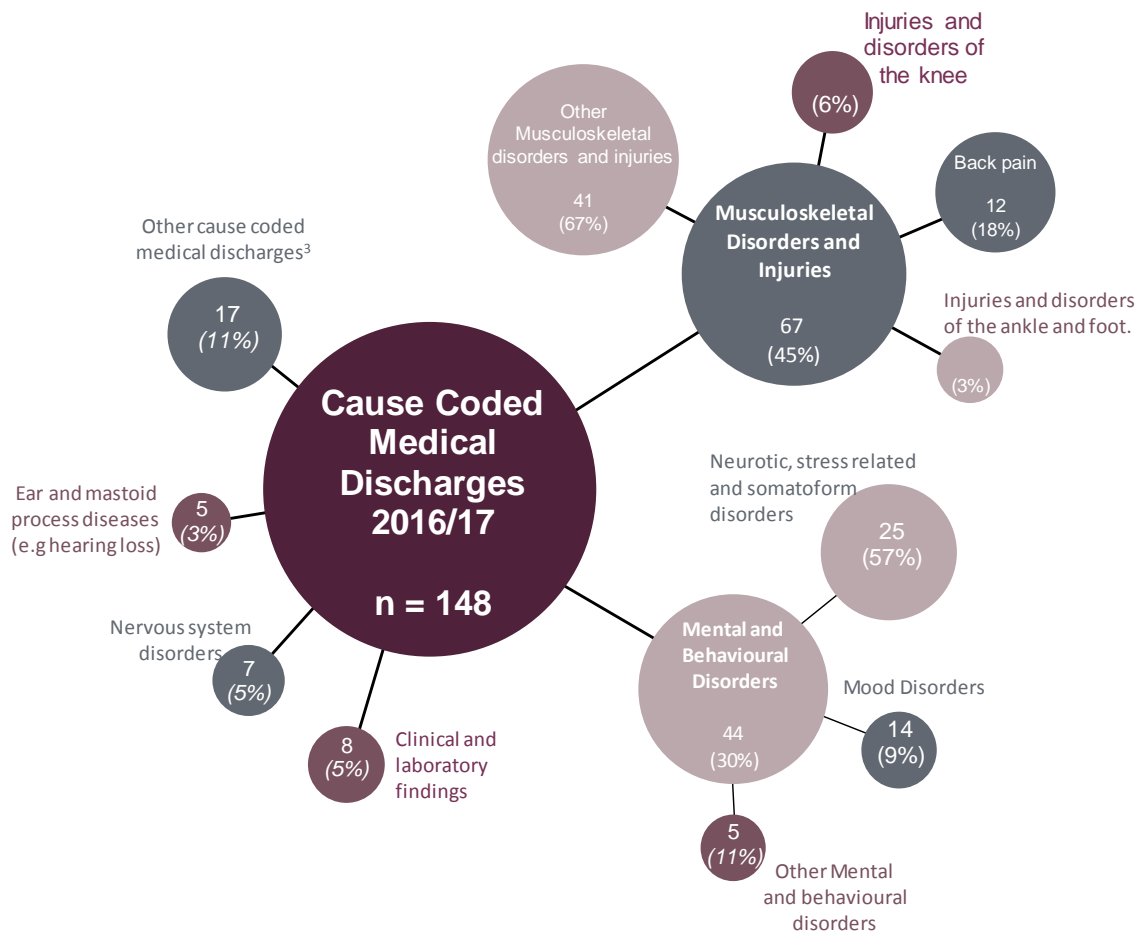 Injuries and
disorders of
the knee
(6%)
Other
Musculoskeletal
disorders and injuries
41
(67%)
Back pain
12
(18%)
Musculoskeletal
Disorders and
Injuries
67
(45%)
Injuries and disorders
of the ankle and foot.
(3%)
Other cause coded
medical discharges³
17
(11%)
Cause Coded
Medical
Discharges
2016/17
n = 148
Ear and mastoid
process diseases
(e.g hearing loss)
5
(3%)
Nervous system
disorders
7
(5%)
8
(5%)
Clinical and
laboratory
findings
Neurotic, stress related
and somatoform
disorders
25
(57%)
Mental and
Behavioural
Disorders
44
(30%)
Mood Disorders
14
(9%)
5
(11%)
Other Mental
and behavioural
disorders